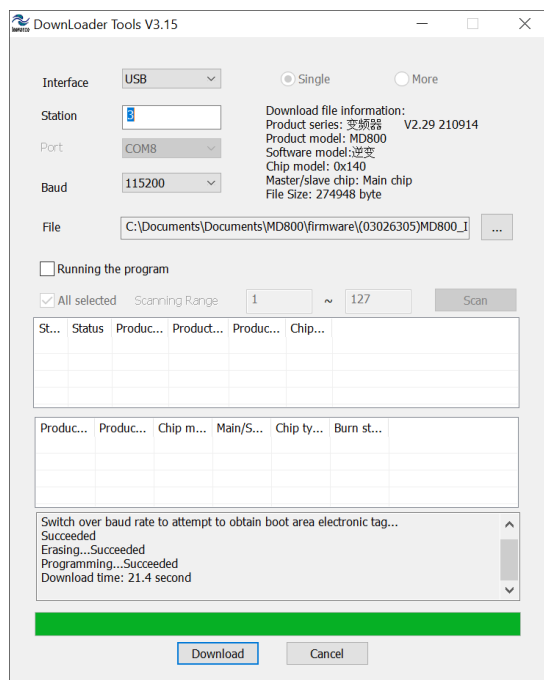 DownLoader Tools V3.15
Interface
USB
Single
More
Station
3
Port
COM8
Baud
115200
Download file information:
Product series: 变频器 V2.29 210914
Product model: MD800
Software model:逆变
Chip model: 0x140
Master/slave chip: Main chip
File Size: 274948 byte
File
C:\Documents\Documents\MD800\firmware\(03026305)MD800_I
...
Running the program
All selected
Scanning Range
1
~
127
Scan
St... Status Produc... Product... Produc... Chip...
Produc... Produc... Chip m... Main/S... Chip ty... Burn st...
Switch over baud rate to attempt to obtain boot area electronic tag...
Succeeded
Erasing...Succeeded
Programming...Succeeded
Download time: 21.4 second
Download
Cancel